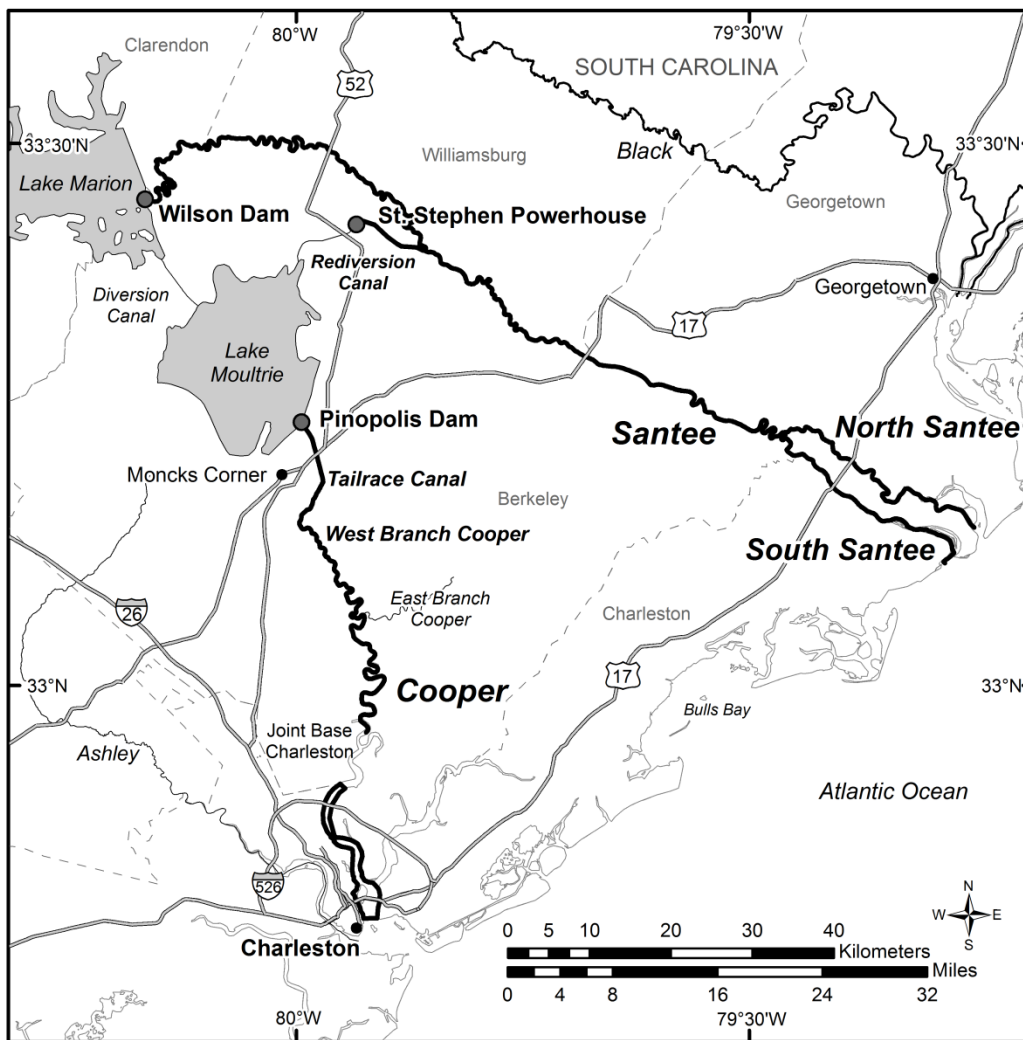 80°W
79°30'W
Clarendon
SOUTH CAROLINA
52
33°30'N
33°30'N
Black
Williamsburg
Lake Marion
Wilson Dam
St. Stephen Powerhouse
Georgetown
Rediversion
Canal
Georgetown
Diversion
Canal
17
Lake
Moultrie
Pinopolis Dam
Santee
North Santee
Moncks Corner
Tailrace Canal
Berkeley
West Branch Cooper
South Santee
East Branch
Cooper
26
Charleston
17
33°N
33°N
Cooper
Bulls Bay
Joint Base
Charleston
Ashley
Atlantic Ocean
526
N
W
E
S
Charleston
0
5
10
20
30
40
Kilometers
Miles
0
4
8
16
24
32
80°W
79°30'W